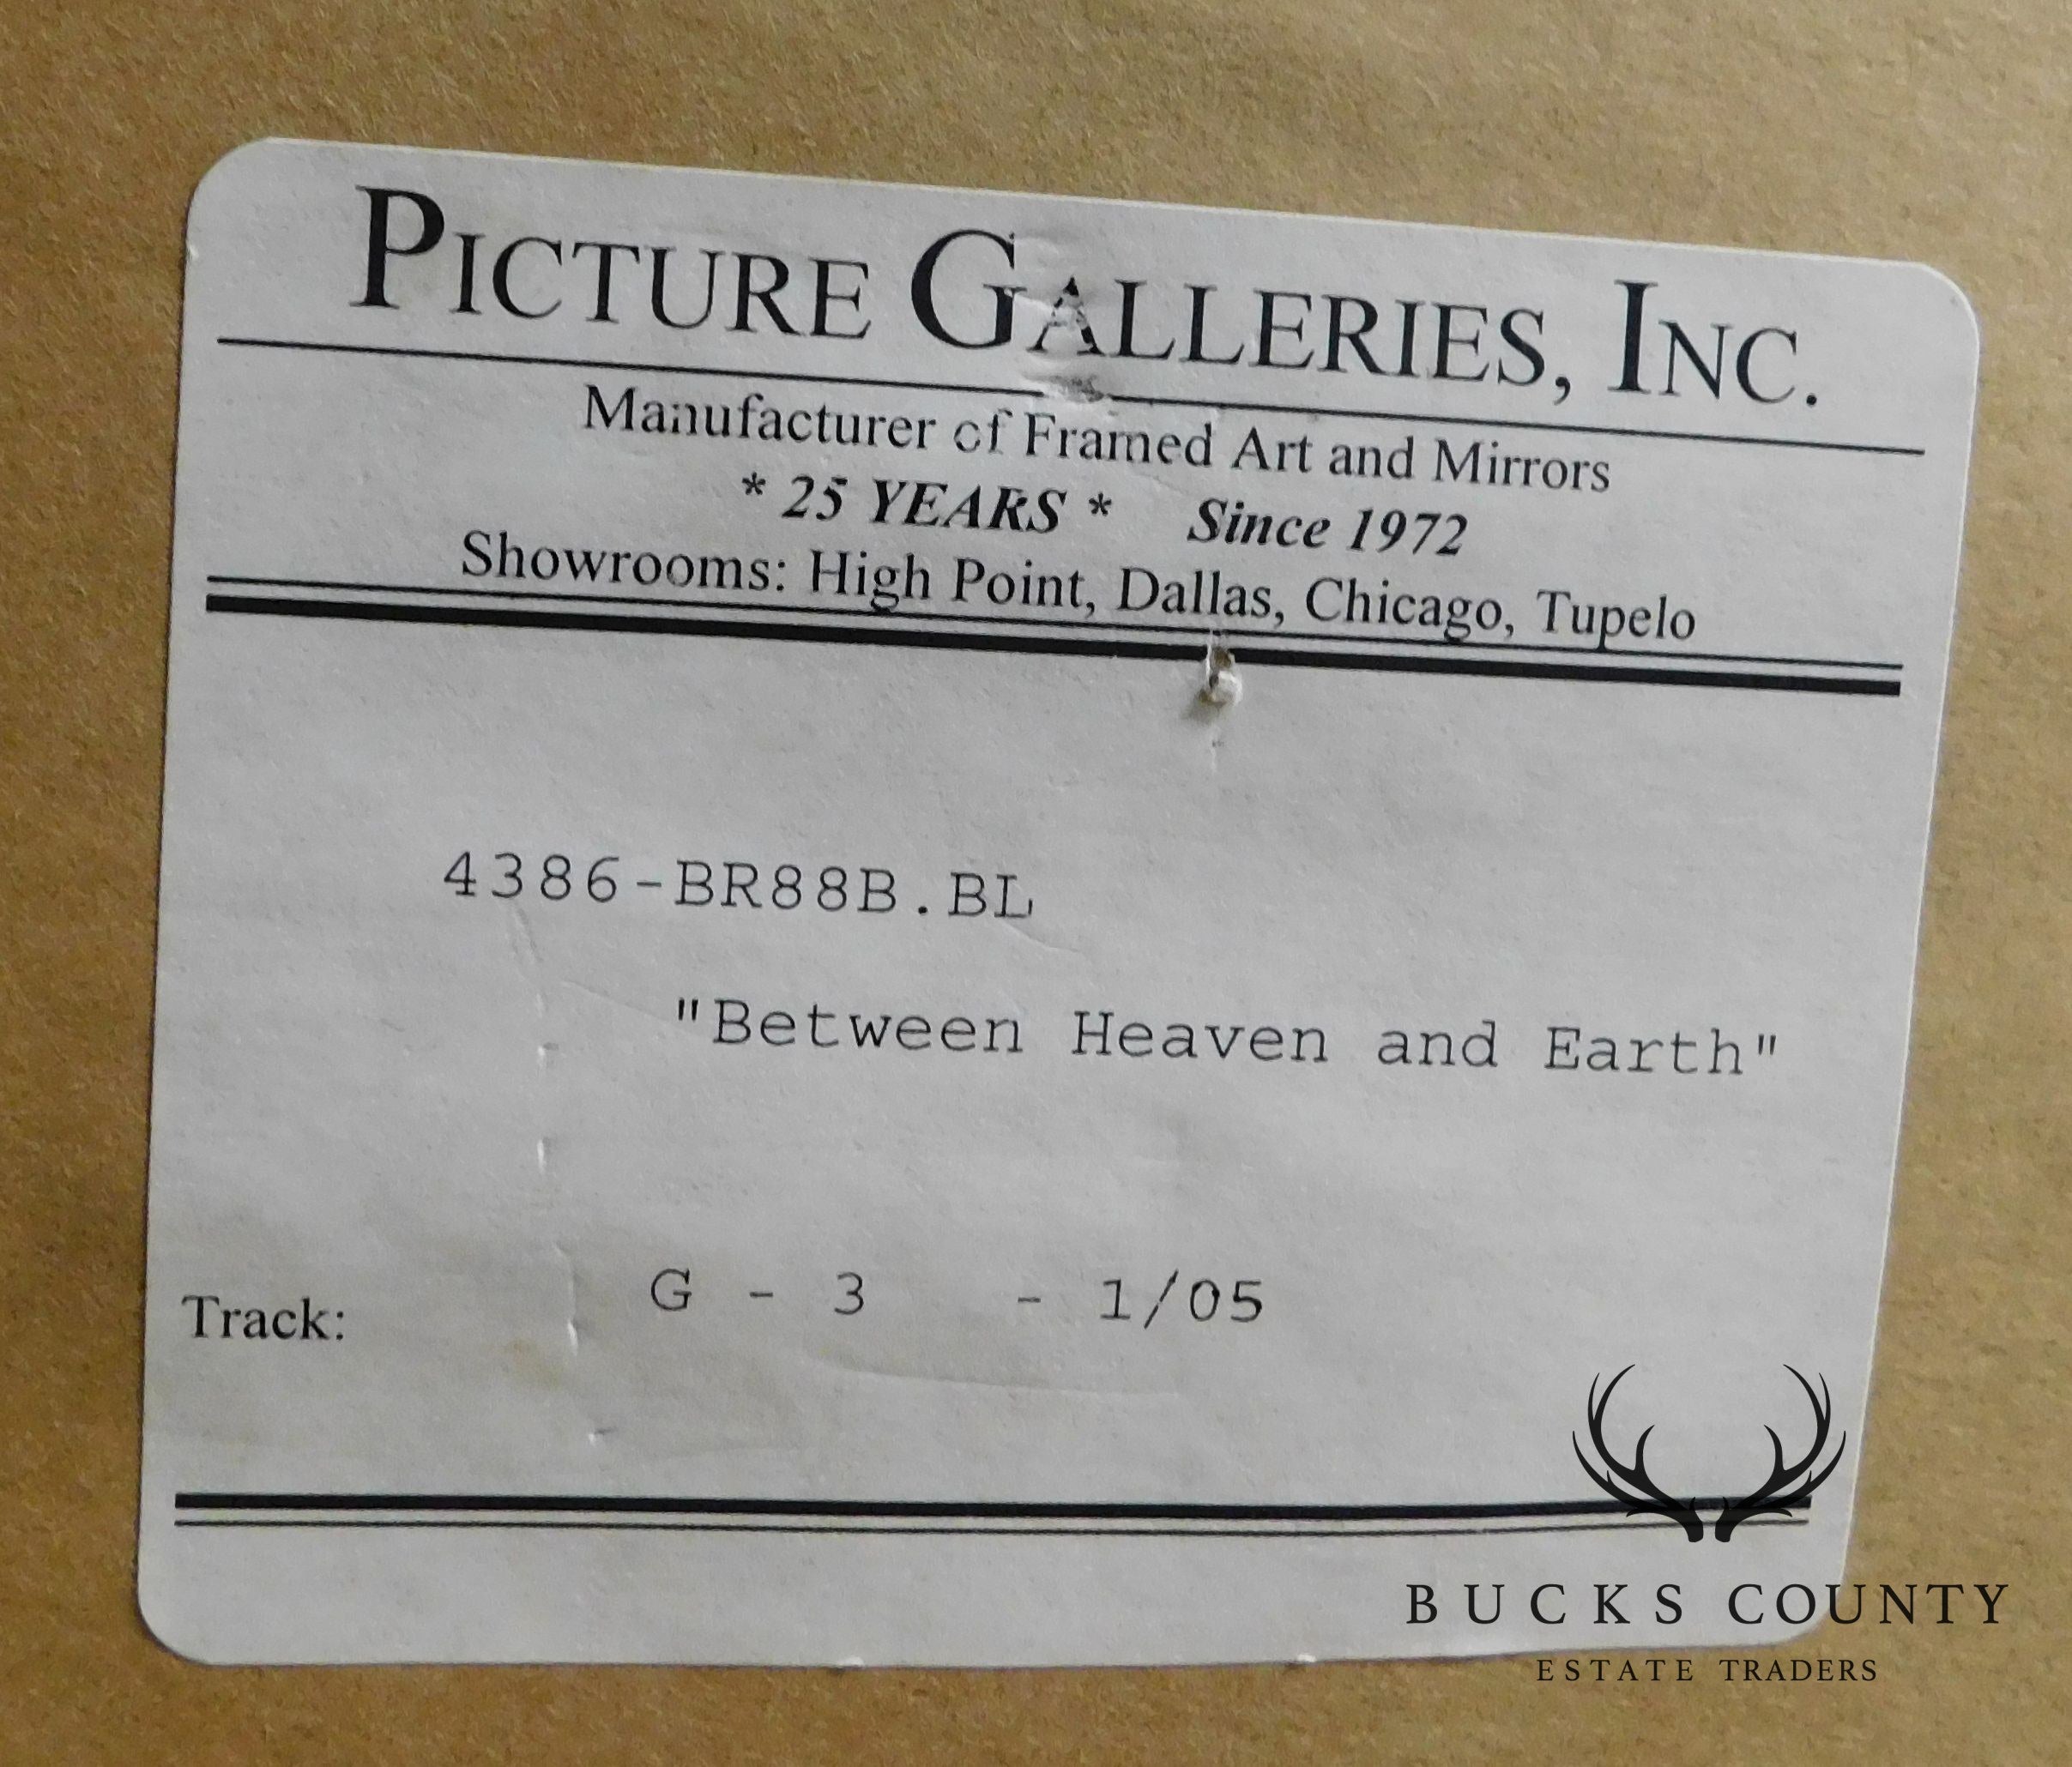 PICTURE GALLERIES, INC.
Manufacturer of Framed Art and Mirrors
* 25 YEARS * Since 1972
Showrooms: High Point, Dallas, Chicago, Tupelo
4386-BR88B.BL
"Between Heaven and Earth"
Track: G - 3 - 1/05
BUCKS COUNTY
ESTATE TRADERS